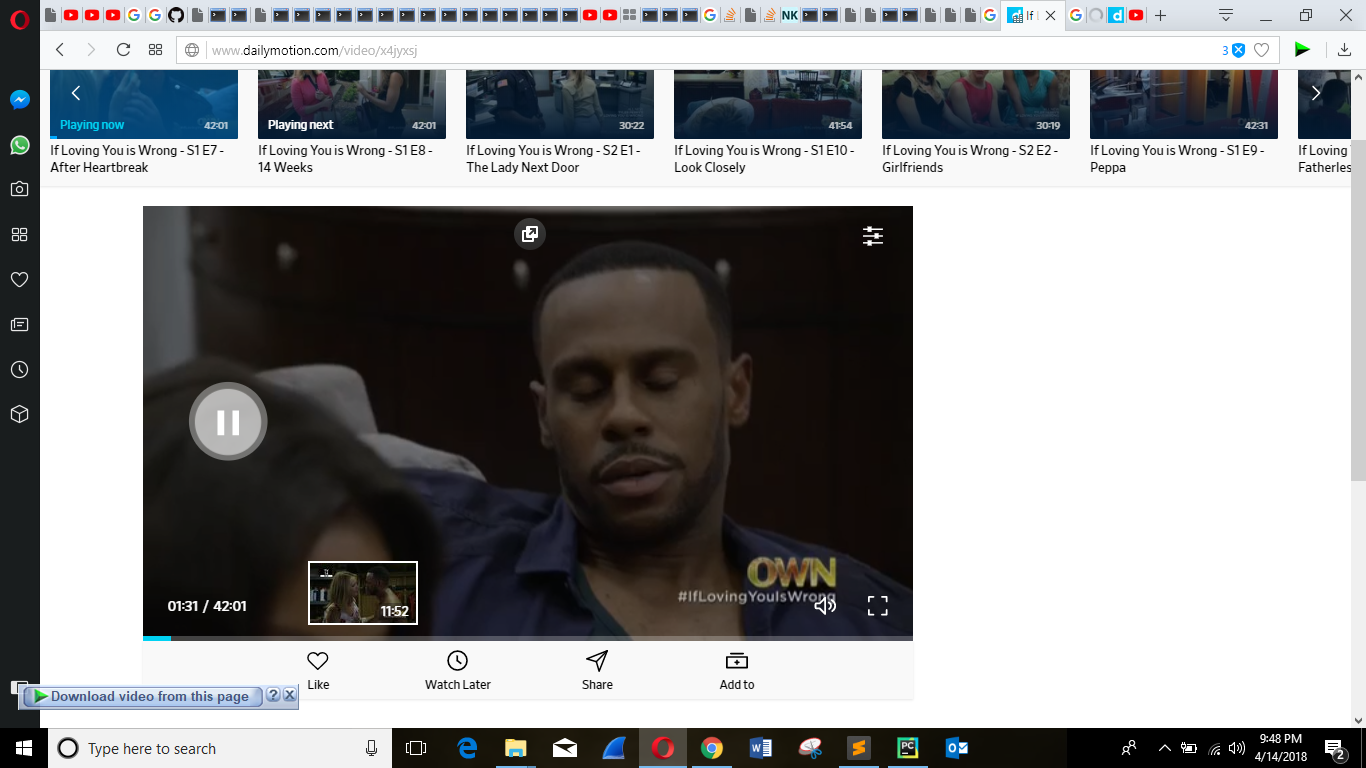 NK
If
www.dailymotion.com/video/x4jyxsj
3
Playing now
42:01
Playing next
42:01
30:22
41:54
30:19
42:31
If Loving You is Wrong - S1 E7 -
After Heartbreak
If Loving You is Wrong - S1 E8 -
14 Weeks
If Loving You is Wrong - S2 E1 -
The Lady Next Door
If Loving You is Wrong - S1 E10 -
Look Closely
If Loving You is Wrong - S2 E2 -
Girlfriends
If Loving You is Wrong - S1 E9 -
Peppa
If Loving
Fatherles
OWN
#IfLovingYouIsWrong
01:31 / 42:01
11:52
Like
Watch Later
Share
Add to
Download video from this page
?
Type here to search
9:48 PM
4/14/2018
2